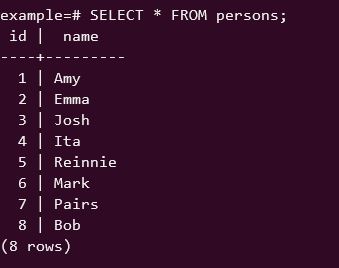 example=# SELECT * FROM persons;
 id |  name
----+---------
  1 | Amy
  2 | Emma
  3 | Josh
  4 | Ita
  5 | Reinnie
  6 | Mark
  7 | Pairs
  8 | Bob
(8 rows)